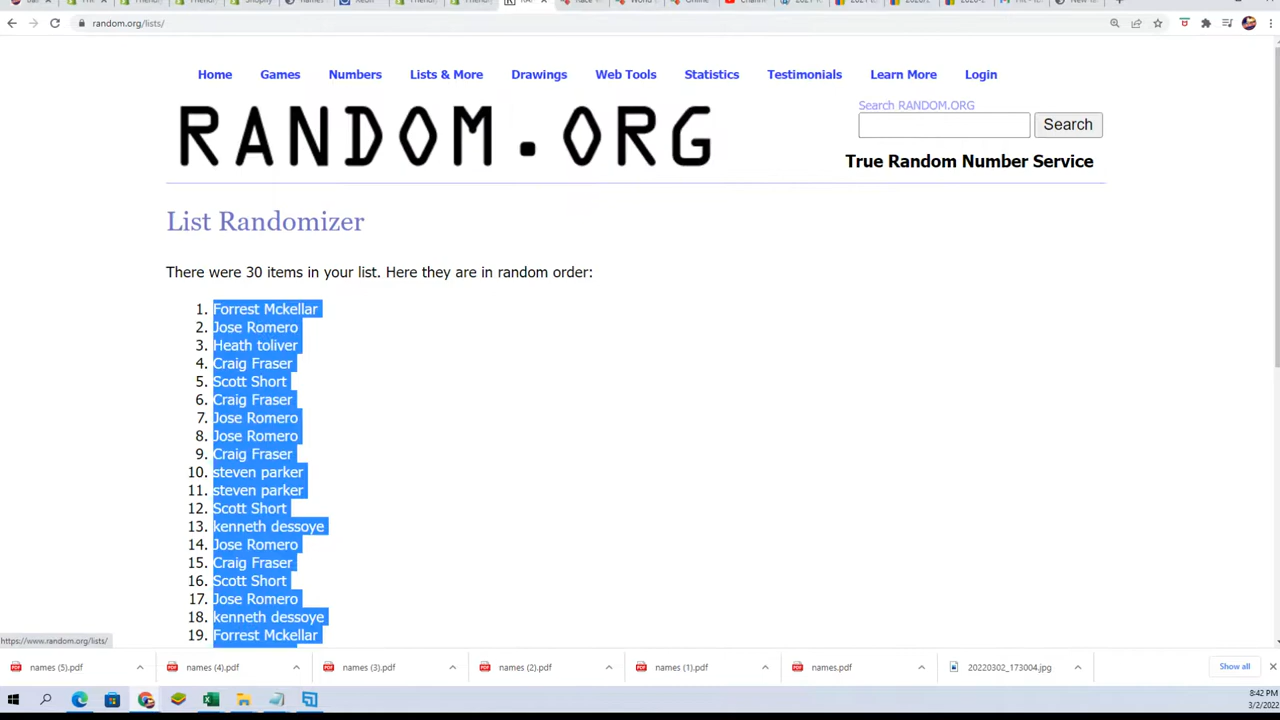 random.org/lists/
Home Games Numbers Lists & More Drawings Web Tools Statistics Testimonials Learn More Login
RANDOM.ORG
Search RANDOM.ORG
Search
True Random Number Service
List Randomizer
There were 30 items in your list. Here they are in random order:
1. Forrest Mckellar
2. Jose Romero
3. Heath toliver
4. Craig Fraser
5. Scott Short
6. Craig Fraser
7. Jose Romero
8. Jose Romero
9. Craig Fraser
10. steven parker
11. steven parker
12. Scott Short
13. kenneth dessoye
14. Jose Romero
15. Craig Fraser
16. Scott Short
17. Jose Romero
18. kenneth dessoye
19. Forrest Mckellar
https://www.random.org/lists/
names (5).pdf names (4).pdf names (3).pdf names (2).pdf names (1).pdf names.pdf 20220302_173004.jpg Show all
8:42 PM
3/2/2022